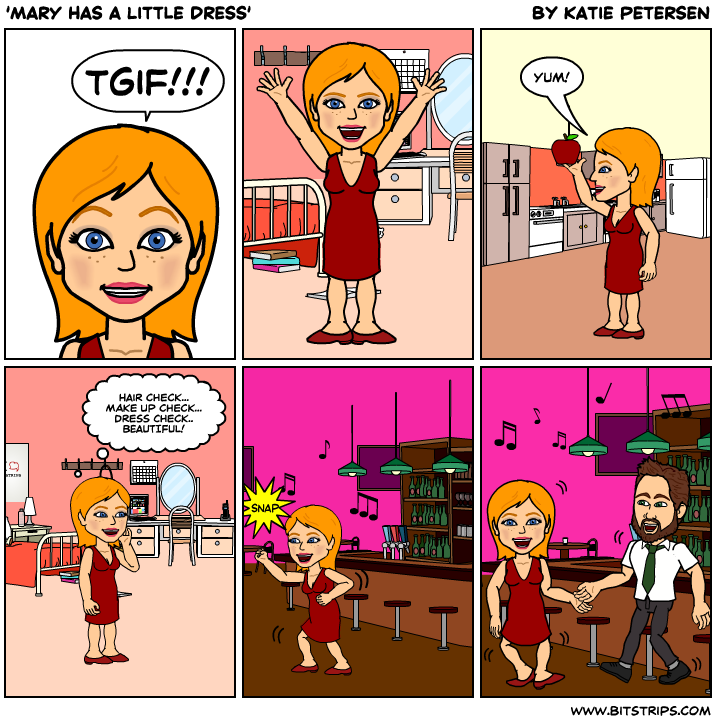 'MARY HAS A LITTLE DRESS'
BY KATIE PETERSEN
TGIF!!!
YUM!
HAIR CHECK...
MAKE UP CHECK...
DRESS CHECK..
BEAUTIFUL!
SNAP
WWW.BITSTRIPS.COM